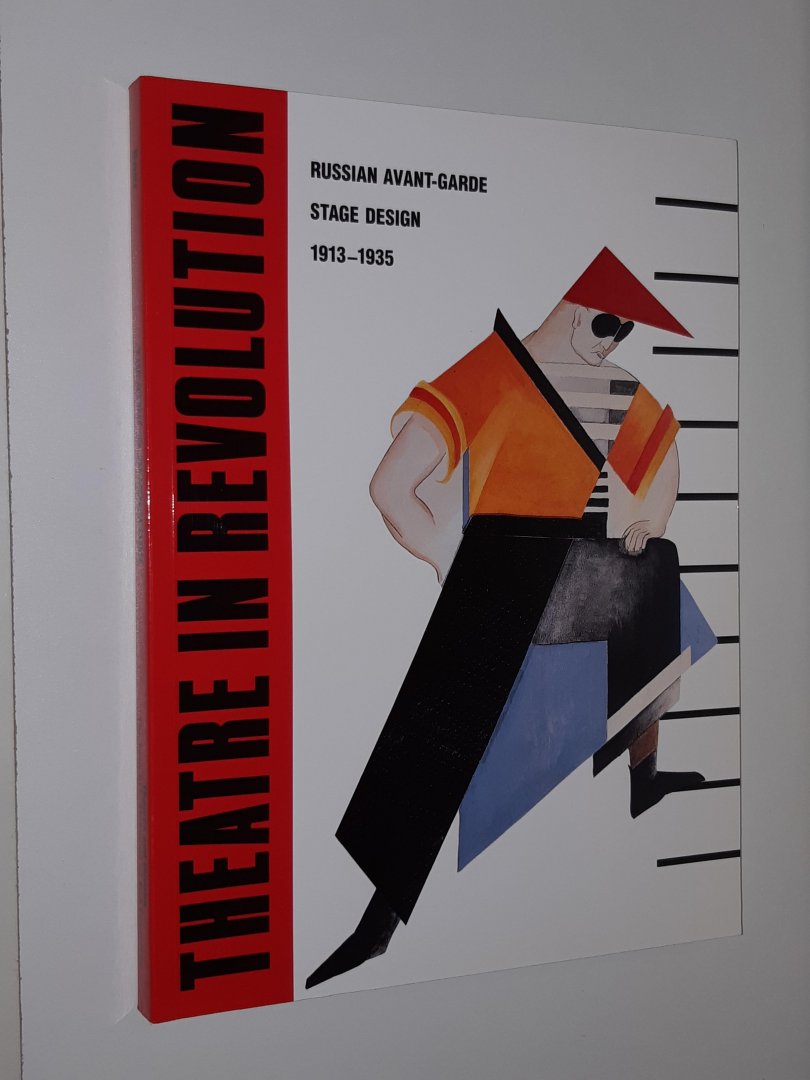 THEATRE IN REVOLUTION
RUSSIAN AVANT-GARDE
STAGE DESIGN
1913–1935